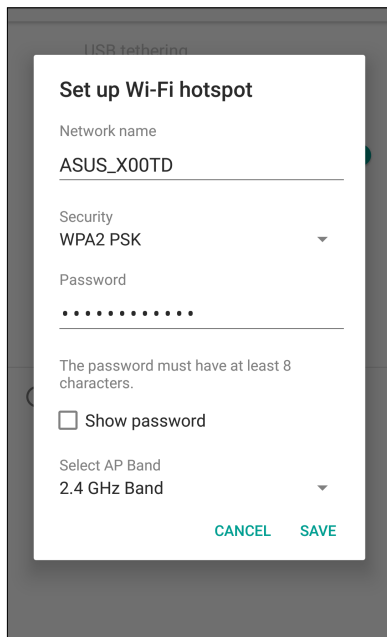 USB tethering
Set up Wi-Fi hotspot
Network name
ASUS_X00TD
Security
WPA2 PSK
Password
••••••••••••
The password must have at least 8
characters.
Show password
Select AP Band
2.4 GHz Band
CANCEL SAVE